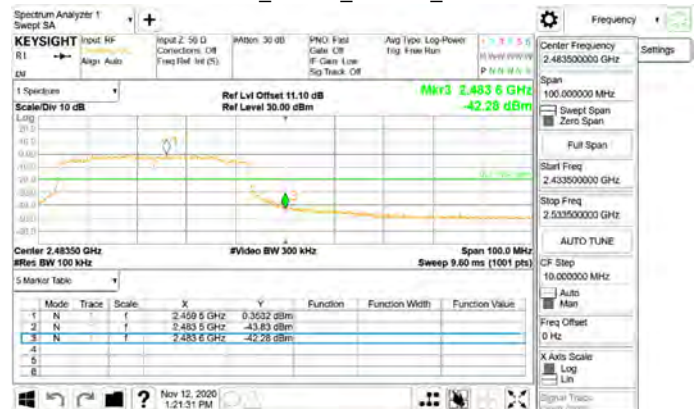 Spectrum Analyzer 1
Swept SA
Frequency
KEYSIGHT
Input: RF
Input Z: 50 Ω
#Atten: 30 dB
PNO: Fast
Avg Type: Log-Power
Corrections: Off
Gate: Off
Trig: Free Run
Align: Auto
Freq Ref: Int (S)
IF Gain: Low
Sig Track: Off
1 Spectrum
Ref Lvl Offset 11.10 dB
Mkr3 2.483 6 GHz
Scale/Div 10 dB
Ref Level 30.00 dBm
-42.28 dBm
Log
Center 2.48350 GHz
#Video BW 300 kHz
Span 100.0 MHz
#Res BW 100 kHz
Sweep 9.60 ms (1001 pts)
5 Marker Table
Mode Trace Scale X Y Function Function Width Function Value
1 N 1 f 2.459 5 GHz 0.3532 dBm
2 N 1 f 2.483 5 GHz -43.83 dBm
3 N 1 f 2.483 6 GHz -42.28 dBm
4
5
6
Nov 12, 2020
1:21:31 PM
Center Frequency
2.483500000 GHz
Settings
Span
100.000000 MHz
Swept Span
Zero Span
Full Span
Start Freq
2.433500000 GHz
Stop Freq
2.533500000 GHz
AUTO TUNE
CF Step
10.000000 MHz
Auto
Man
Freq Offset
0 Hz
X Axis Scale
Log
Lin
Signal Track